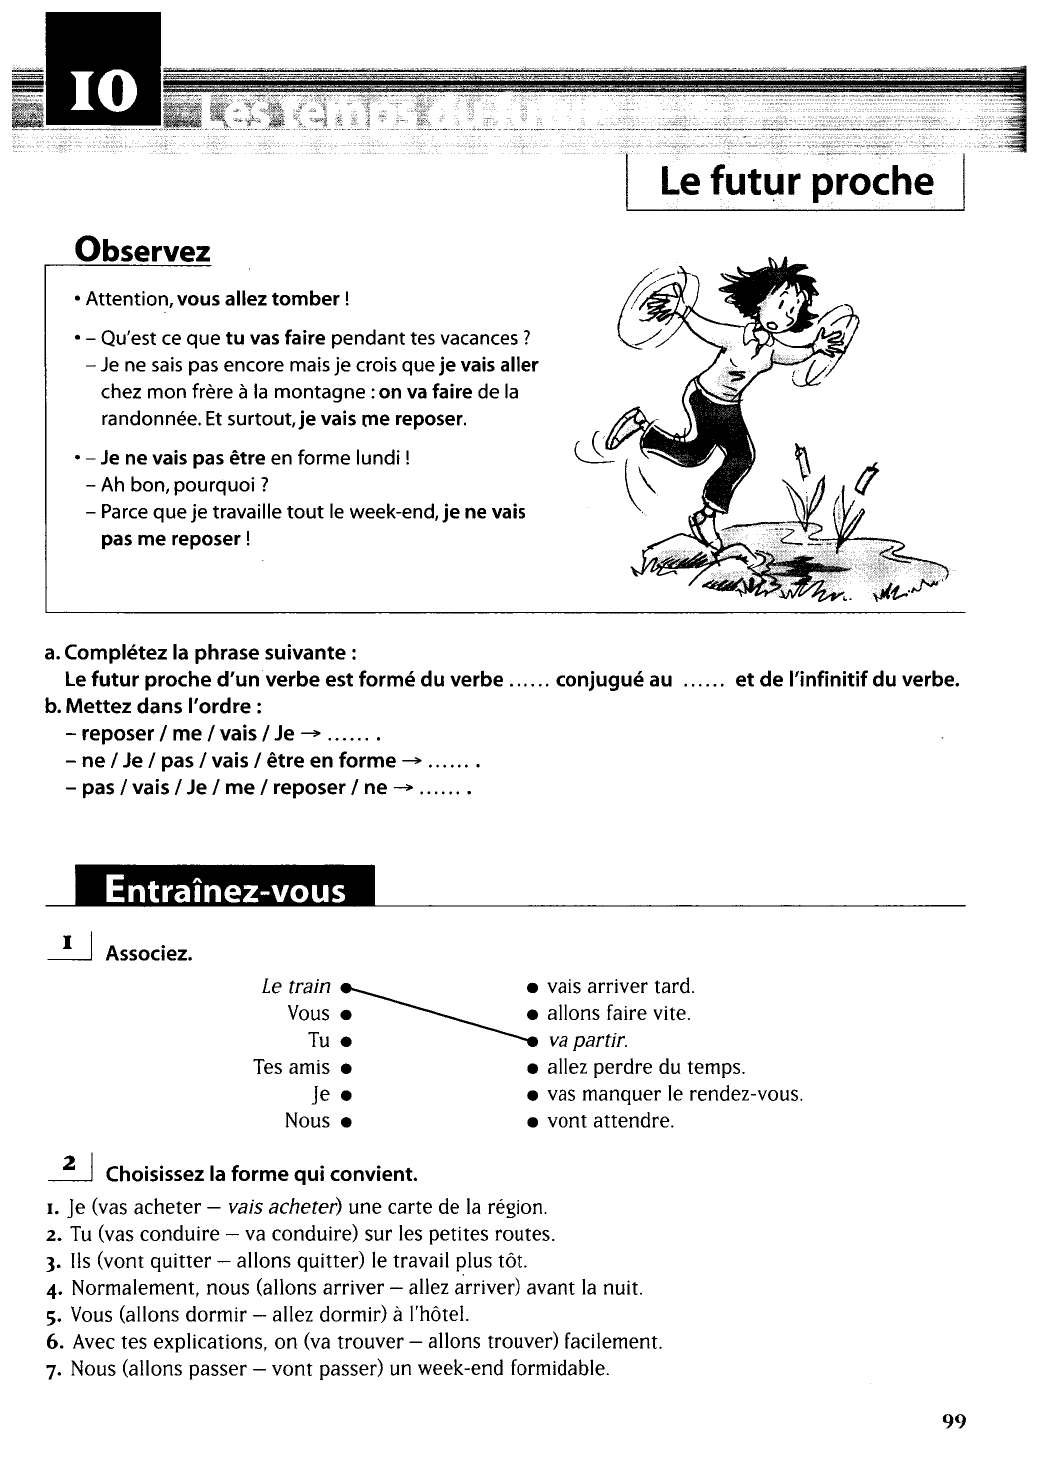 10
Les temps du futur
Le futur proche
Observez
• Attention, vous allez tomber !
• – Qu'est ce que tu vas faire pendant tes vacances ?
– Je ne sais pas encore mais je crois que je vais aller
chez mon frère à la montagne : on va faire de la
randonnée. Et surtout, je vais me reposer.
• – Je ne vais pas être en forme lundi !
– Ah bon, pourquoi ?
– Parce que je travaille tout le week-end, je ne vais
pas me reposer !
a. Complétez la phrase suivante :
Le futur proche d'un verbe est formé du verbe ...... conjugué au ...... et de l'infinitif du verbe.
b. Mettez dans l'ordre :
– reposer / me / vais / Je → ...... .
– ne / Je / pas / vais / être en forme → ...... .
– pas / vais / Je / me / reposer / ne → ...... .
Entraînez-vous
1 Associez.
Le train • • vais arriver tard.
Vous • • allons faire vite.
Tu • • va partir.
Tes amis • • allez perdre du temps.
Je • • vas manquer le rendez-vous.
Nous • • vont attendre.
2 Choisissez la forme qui convient.
1. Je (vas acheter – vais acheter) une carte de la région.
2. Tu (vas conduire – va conduire) sur les petites routes.
3. Ils (vont quitter – allons quitter) le travail plus tôt.
4. Normalement, nous (allons arriver – allez arriver) avant la nuit.
5. Vous (allons dormir – allez dormir) à l'hôtel.
6. Avec tes explications, on (va trouver – allons trouver) facilement.
7. Nous (allons passer – vont passer) un week-end formidable.
99